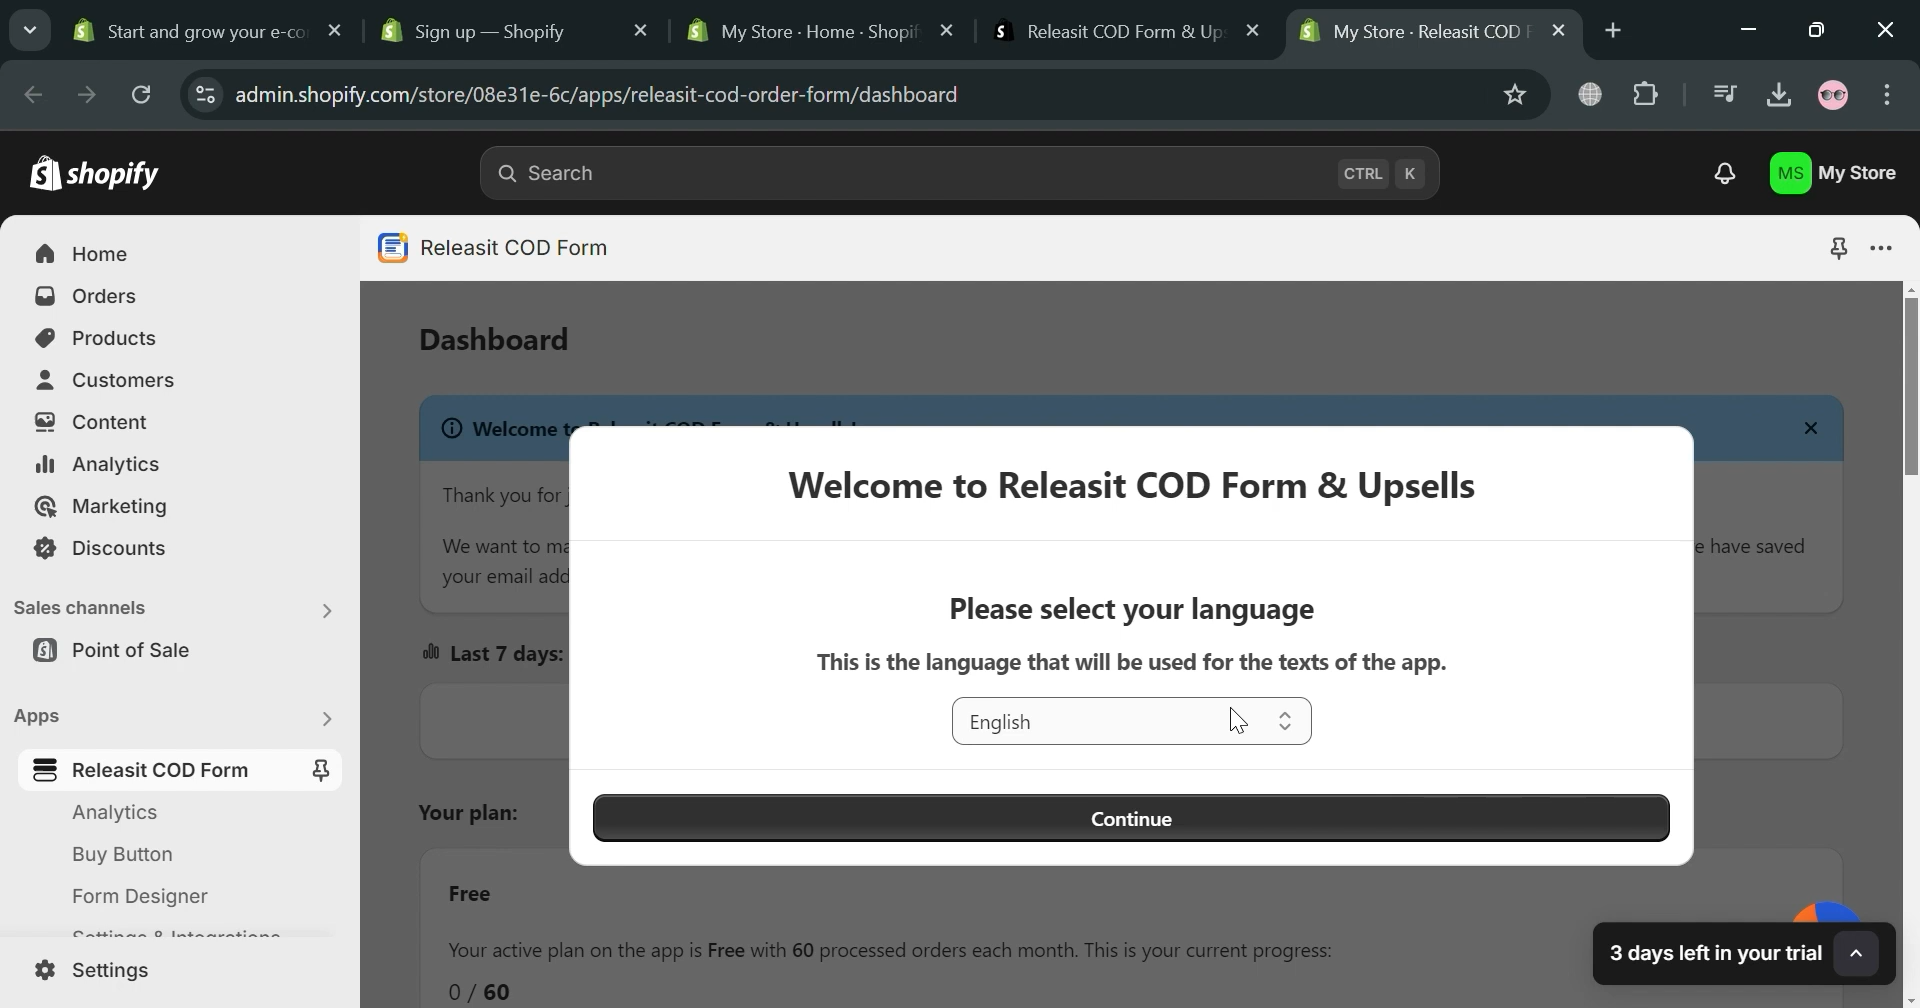 Start and grow your e-co
Sign up — Shopify
My Store · Home · Shopif
Releasit COD Form & Up
My Store · Releasit COD F
admin.shopify.com/store/08e31e-6c/apps/releasit-cod-order-form/dashboard
shopify
Search
CTRL K
MS My Store
Home
Orders
Products
Customers
Content
Analytics
Marketing
Discounts
Sales channels
Point of Sale
Apps
Releasit COD Form
Analytics
Buy Button
Form Designer
Settings
Releasit COD Form
Dashboard
Welcome
Thank you for
We want to
e have saved
your email
Last 7 days:
Your plan:
Free
Your active plan on the app is Free with 60 processed orders each month. This is your current progress:
0 / 60
Welcome to Releasit COD Form & Upsells
Please select your language
This is the language that will be used for the texts of the app.
English
Continue
3 days left in your trial